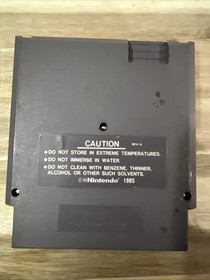 CAUTION
REV-A
● DO NOT STORE IN EXTREME TEMPERATURES.
● DO NOT IMMERSE IN WATER.
● DO NOT CLEAN WITH BENZENE, THINNER,
ALCOHOL OR OTHER SUCH SOLVENTS.
©®Nintendo® 1985